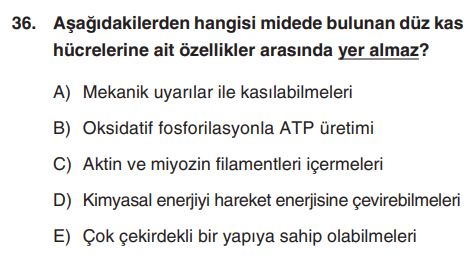 36. Aşağıdakilerden hangisi midede bulunan düz kas
hücrelerine ait özellikler arasında yer almaz?
A) Mekanik uyarılar ile kasılabilmeleri
B) Oksidatif fosforilasyonla ATP üretimi
C) Aktin ve miyozin filamentleri içermeleri
D) Kimyasal enerjiyi hareket enerjisine çevirebilmeleri
E) Çok çekirdekli bir yapıya sahip olabilmeleri